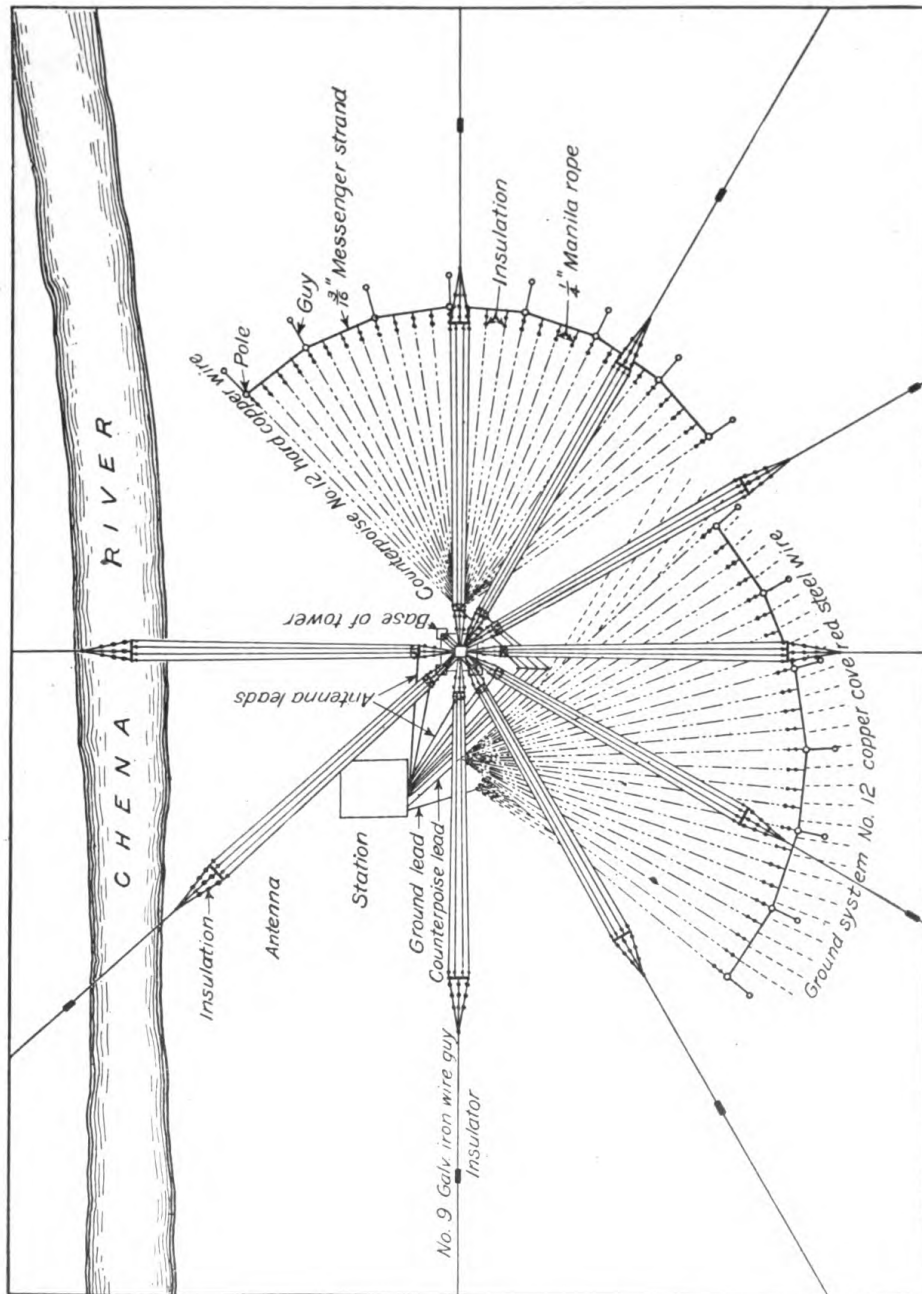 CHENA RIVER
Insulation
Antenna
Station
Ground lead
Counterpoise lead
No. 9 Galv. iron wire guy
Insulator
Antenna leads
Base of tower
Counterpoise No. 12 hard copper wire
Pole
Guy
3/16" Messenger strand
Insulation
1/4" Manila rope
Ground system No. 12 copper covered steel wire